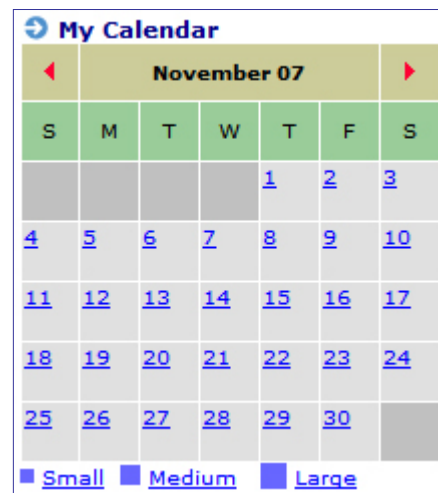 My Calendar
November 07
S M T W T F S
1 2 3
4 5 6 7 8 9 10
11 12 13 14 15 16 17
18 19 20 21 22 23 24
25 26 27 28 29 30
Small Medium Large